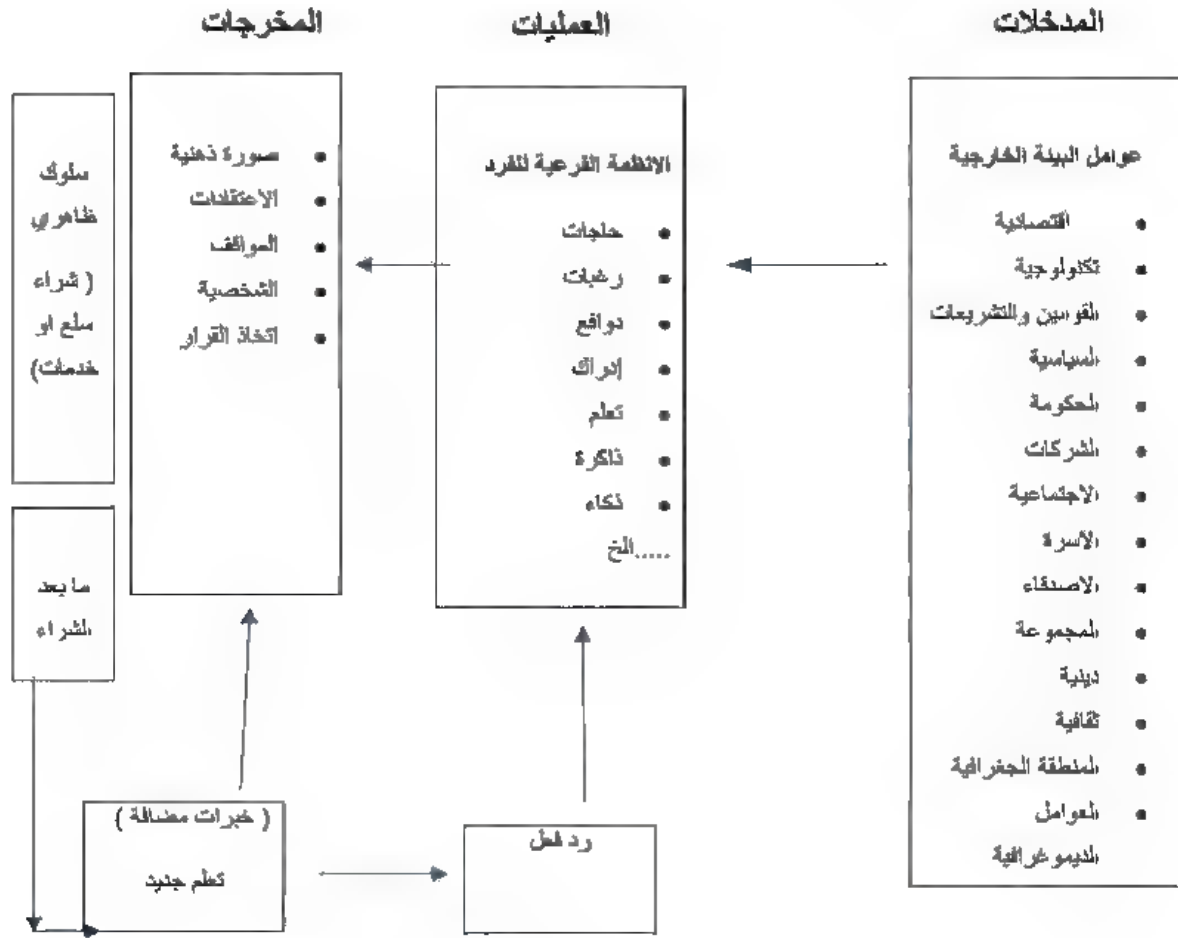 المدخلات
العمليات
المخرجات
عوامل البيئة الخارجية
اقتصادية
تكنولوجية
القوانين والتشريعات
السياسية
الحكومة
الشركات
الاجتماعية
الأسرة
الاصدقاء
المجموعة
دينية
ثقافية
المنطقة الجغرافية
العوامل
الديموغرافية
الانظمة الفرعية للفرد
حاجات
رغبات
دوافع
إدراك
تعلم
ذاكرة
ذكاء
.....الخ
صورة ذهنية
الاعتقادات
المواقف
الشخصية
اتخاذ القرار
سلوك
ظاهري
( شراء
سلع او
خدمات)
ما بعد
الشراء
( خبرات مضافة )
تعلم جديد
رد فعل